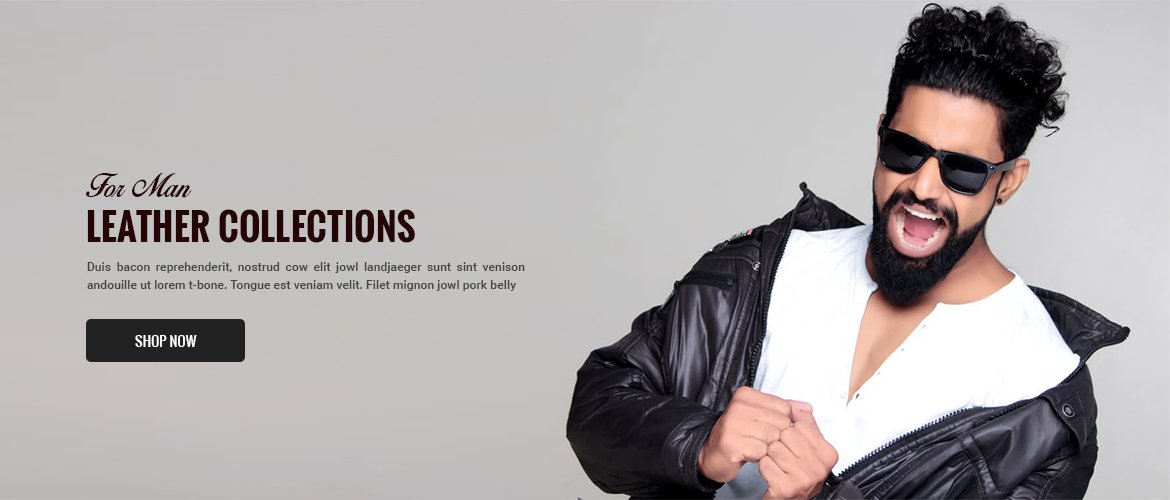 For Man
LEATHER COLLECTIONS
Duis bacon reprehenderit, nostrud cow elit jowl landjaeger sunt sint venison
andouille ut lorem t-bone. Tongue est veniam velit. Filet mignon jowl pork belly
SHOP NOW